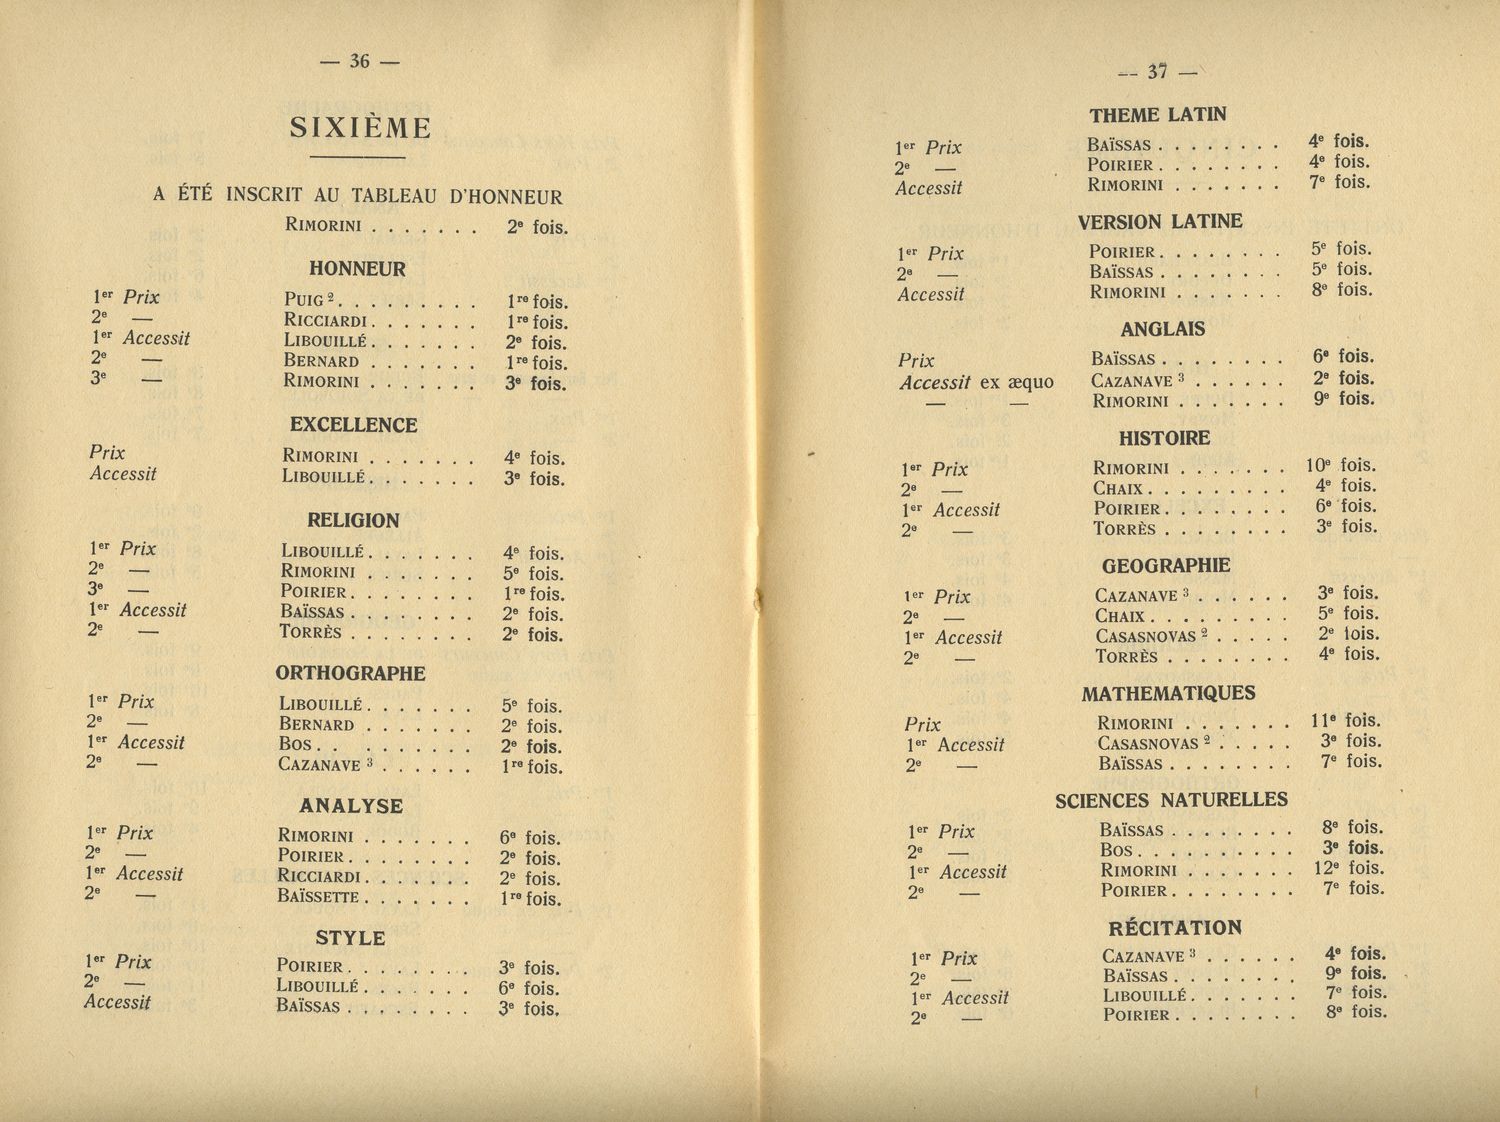 — 36 —
SIXIÈME
A ÉTÉ INSCRIT AU TABLEAU D'HONNEUR
RIMORINI . . . . . . . 2e fois.
HONNEUR
1er Prix PUIG 2. . . . . . . . . 1re fois.
2e — RICCIARDI. . . . . . . 1re fois.
1er Accessit LIBOUILLÉ. . . . . . . 2e fois.
2e — BERNARD . . . . . . . 1re fois.
3e — RIMORINI . . . . . . . 3e fois.
EXCELLENCE
Prix RIMORINI . . . . . . . 4e fois.
Accessit LIBOUILLÉ. . . . . . . 3e fois.
RELIGION
1er Prix LIBOUILLÉ. . . . . . . 4e fois.
2e — RIMORINI . . . . . . . 5e fois.
3e — POIRIER. . . . . . . . 1re fois.
1er Accessit BAÏSSAS. . . . . . . . 2e fois.
2e — TORRÈS . . . . . . . . 2e fois.
ORTHOGRAPHE
1er Prix LIBOUILLÉ. . . . . . . 5e fois.
2e — BERNARD . . . . . . . 2e fois.
1er Accessit BOS. . . . . . . . . 2e fois.
2e — CAZANAVE 3 . . . . . . 1re fois.
ANALYSE
1er Prix RIMORINI . . . . . . . 6e fois.
2e — POIRIER. . . . . . . . 2e fois.
1er Accessit RICCIARDI. . . . . . . 2e fois.
2e — BAÏSSETTE . . . . . . . 1re fois.
STYLE
1er Prix POIRIER. . . . . . . . 3e fois.
2e — LIBOUILLÉ. . . . . . . 6e fois.
Accessit BAÏSSAS . . . . . . . . 3e fois.
— 37 —
THEME LATIN
1er Prix BAÏSSAS . . . . . . . . 4e fois.
2e — POIRIER. . . . . . . . 4e fois.
Accessit RIMORINI . . . . . . . 7e fois.
VERSION LATINE
1er Prix POIRIER. . . . . . . . 5e fois.
2e — BAÏSSAS . . . . . . . . 5e fois.
Accessit RIMORINI . . . . . . . 8e fois.
ANGLAIS
Prix BAÏSSAS . . . . . . . . 6e fois.
Accessit ex æquo CAZANAVE 3 . . . . . . 2e fois.
— — RIMORINI . . . . . . . 9e fois.
HISTOIRE
1er Prix RIMORINI . . . . . . . 10e fois.
2e — CHAIX. . . . . . . . . 4e fois.
1er Accessit POIRIER. . . . . . . . 6e fois.
2e — TORRÈS . . . . . . . . 3e fois.
GEOGRAPHIE
1er Prix CAZANAVE 3 . . . . . . 3e fois.
2e — CHAIX. . . . . . . . . 5e fois.
1er Accessit CASASNOVAS 2 . . . . . 2e fois.
2e — TORRÈS . . . . . . . . 4e fois.
MATHEMATIQUES
Prix RIMORINI . . . . . . . 11e fois.
1er Accessit CASASNOVAS 2 . . . . . 3e fois.
2e — BAÏSSAS . . . . . . . . 7e fois.
SCIENCES NATURELLES
1er Prix BAÏSSAS . . . . . . . . 8e fois.
2e — BOS. . . . . . . . . . 3e fois.
1er Accessit RIMORINI . . . . . . . 12e fois.
2e — POIRIER. . . . . . . . 7e fois.
RÉCITATION
1er Prix CAZANAVE 3 . . . . . . 4e fois.
2e — BAÏSSAS. . . . . . . . 9e fois.
1er Accessit LIBOUILLÉ. . . . . . . 7e fois.
2e — POIRIER . . . . . . . . 8e fois.